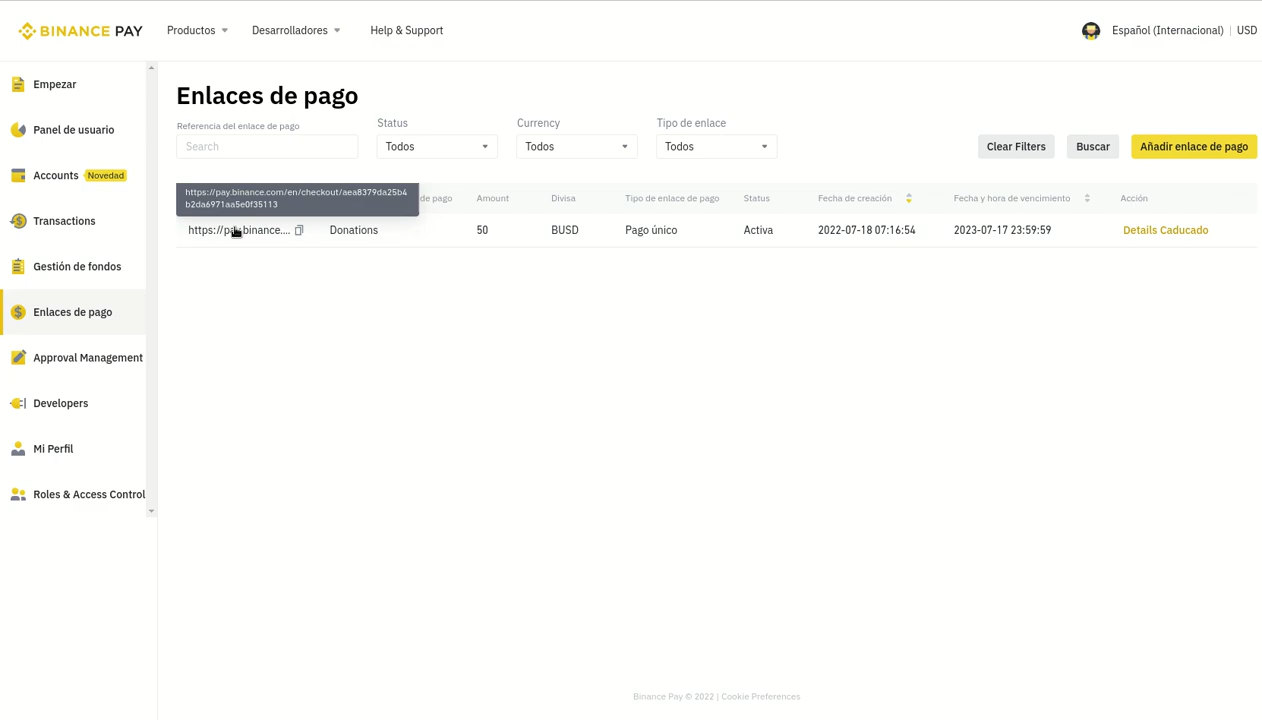 BINANCE PAY
Productos
Desarrolladores
Help & Support
Español (Internacional) | USD
Empezar
Panel de usuario
Accounts Novedad
Transactions
Gestión de fondos
Enlaces de pago
Approval Management
Developers
Mi Perfil
Roles & Access Control
Enlaces de pago
Referencia del enlace de pago
Search
Status
Todos
Currency
Todos
Tipo de enlace
Todos
Clear Filters
Buscar
Añadir enlace de pago
https://pay.binance.com/en/checkout/aea8379da25b4
b2da6971aa5e0f35113
de pago Amount Divisa Tipo de enlace de pago Status Fecha de creación Fecha y hora de vencimiento Acción
https://pay.binance.... Donations 50 BUSD Pago único Activa 2022-07-18 07:16:54 2023-07-17 23:59:59 Details Caducado
Binance Pay © 2022 | Cookie Preferences